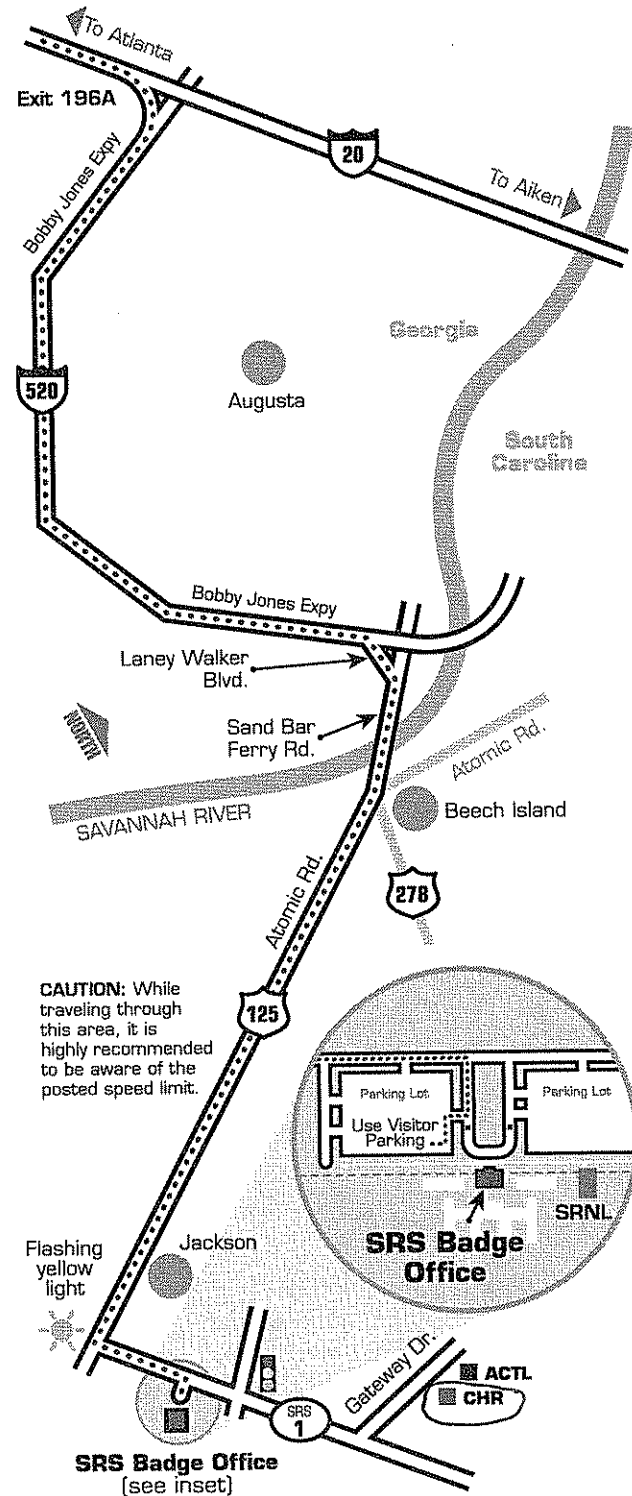 To Atlanta
Exit 196A
20
To Aiken
Bobby Jones Expy
Georgia
520
Augusta
South
Carolina
Bobby Jones Expy
Laney Walker
Blvd.
Sand Bar
Ferry Rd.
NORTH
Atomic Rd.
SAVANNAH RIVER
Beech Island
278
Atomic Rd.
125
CAUTION: While
traveling through
this area, it is
highly recommended
to be aware of the
posted speed limit.
Parking Lot
Parking Lot
Use Visitor
Parking
SRNL
SRS Badge
Office
Jackson
Flashing
yellow
light
Gateway Dr.
ACTL
CHR
SRS
1
SRS Badge Office
(see inset)